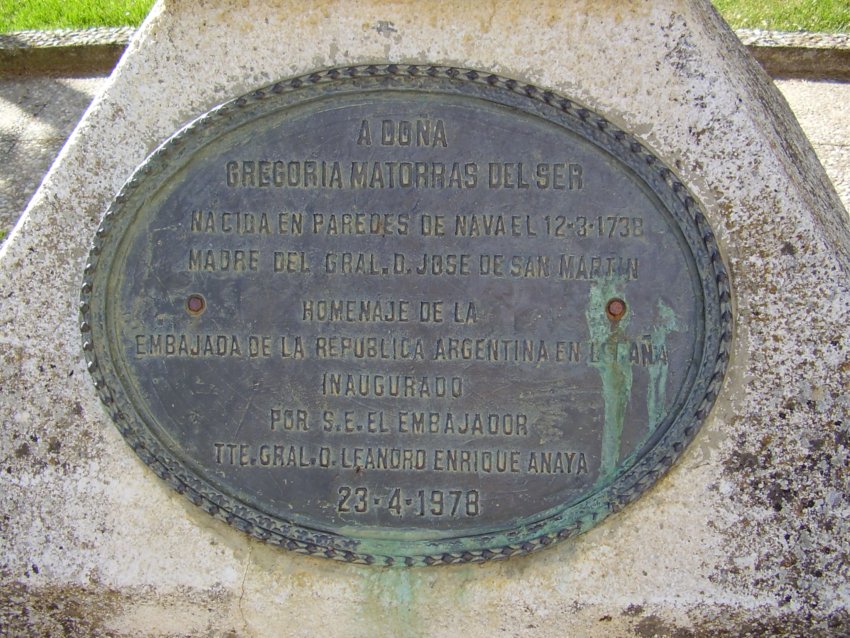 A DOÑA
GREGORIA MATORRAS DEL SER
NACIDA EN PAREDES DE NAVA EL 12-3-1738
MADRE DEL GRAL. D. JOSE DE SAN MARTIN
HOMENAJE DE LA
EMBAJADA DE LA REPUBLICA ARGENTINA EN ESPAÑA
INAUGURADO
POR S.E. EL EMBAJADOR
TTE. GRAL. D. LEANDRO ENRIQUE ANAYA
23-4-1978